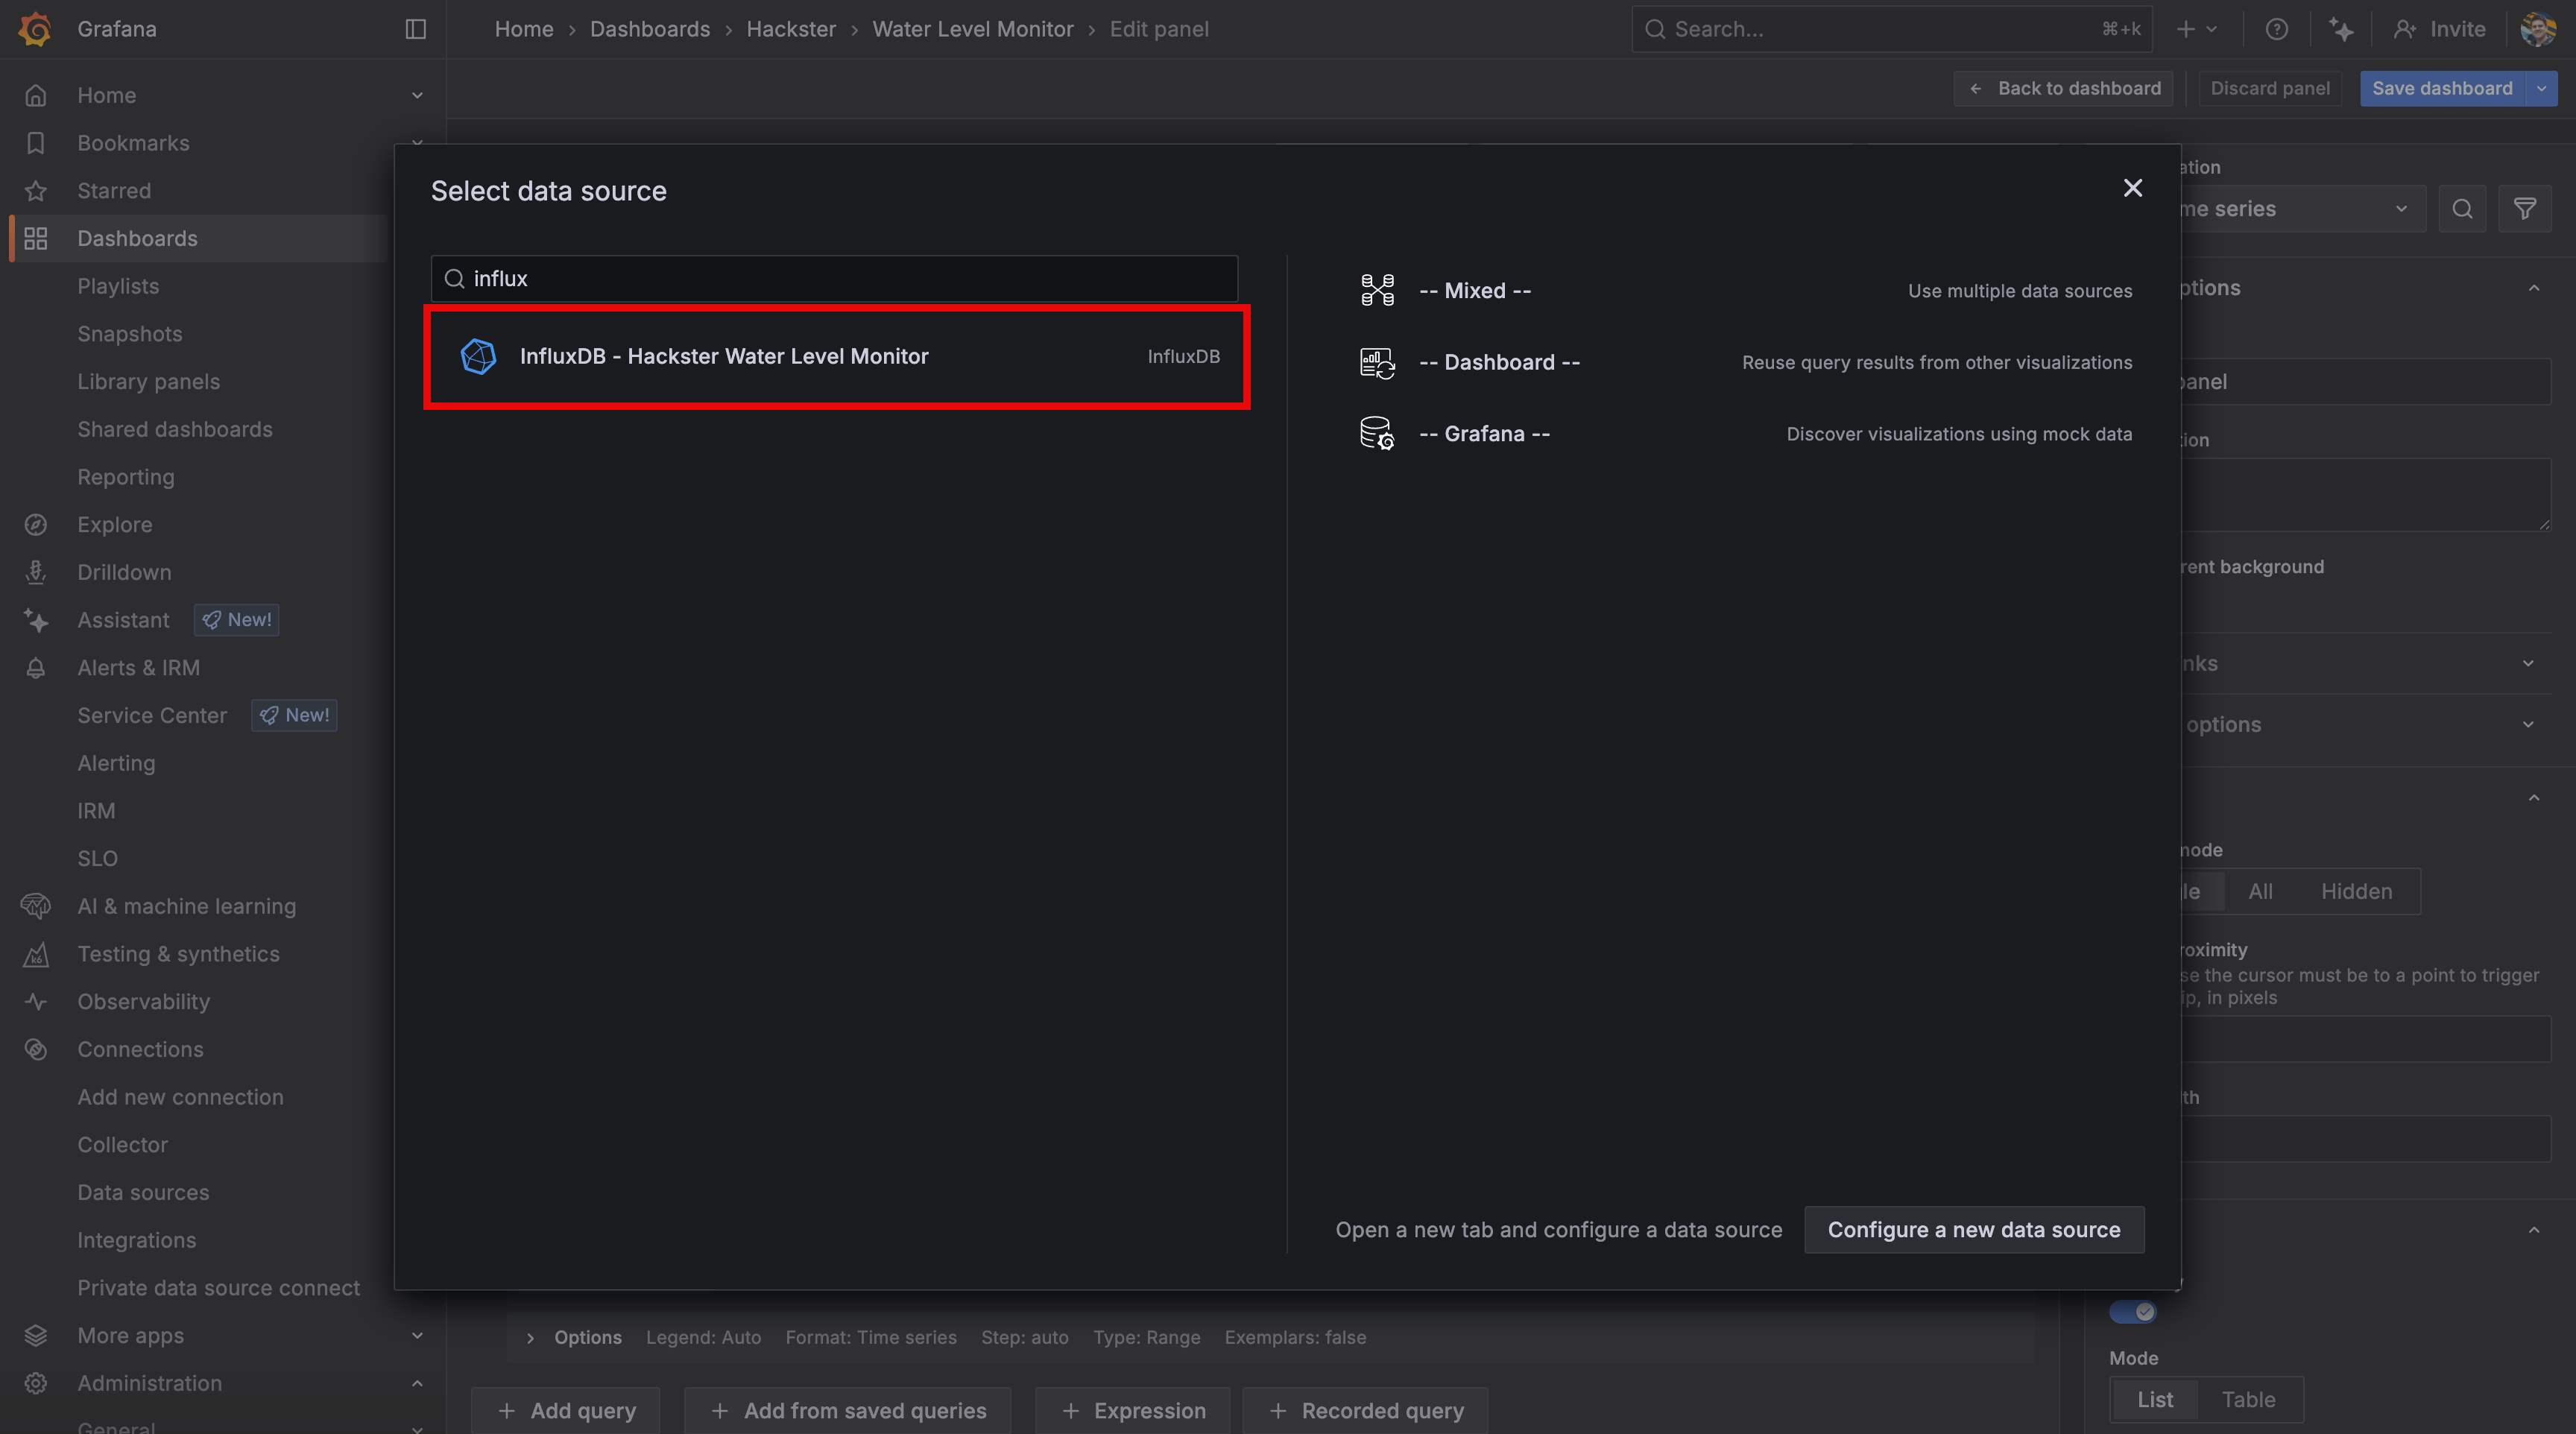 Grafana
Home › Dashboards › Hackster › Water Level Monitor › Edit panel
Search...
⌘+k
Invite
Back to dashboard
Discard panel
Save dashboard
Home
Bookmarks
Starred
Dashboards
Playlists
Snapshots
Library panels
Shared dashboards
Reporting
Explore
Drilldown
Assistant
New!
Alerts & IRM
Service Center
New!
Alerting
IRM
SLO
AI & machine learning
k6
Testing & synthetics
Observability
Connections
Add new connection
Collector
Data sources
Integrations
Private data source connect
More apps
Administration
General
Select data source
influx
InfluxDB - Hackster Water Level Monitor
InfluxDB
-- Mixed --
Use multiple data sources
-- Dashboard --
Reuse query results from other visualizations
-- Grafana --
Discover visualizations using mock data
Open a new tab and configure a data source
Configure a new data source
ation
me series
ptions
panel
tion
rent background
nks
options
mode
le
All
Hidden
roximity
se the cursor must be to a point to trigger
ip, in pixels
th
Mode
List
Table
Options
Legend: Auto
Format: Time series
Step: auto
Type: Range
Exemplars: false
+ Add query
+ Add from saved queries
+ Expression
+ Recorded query